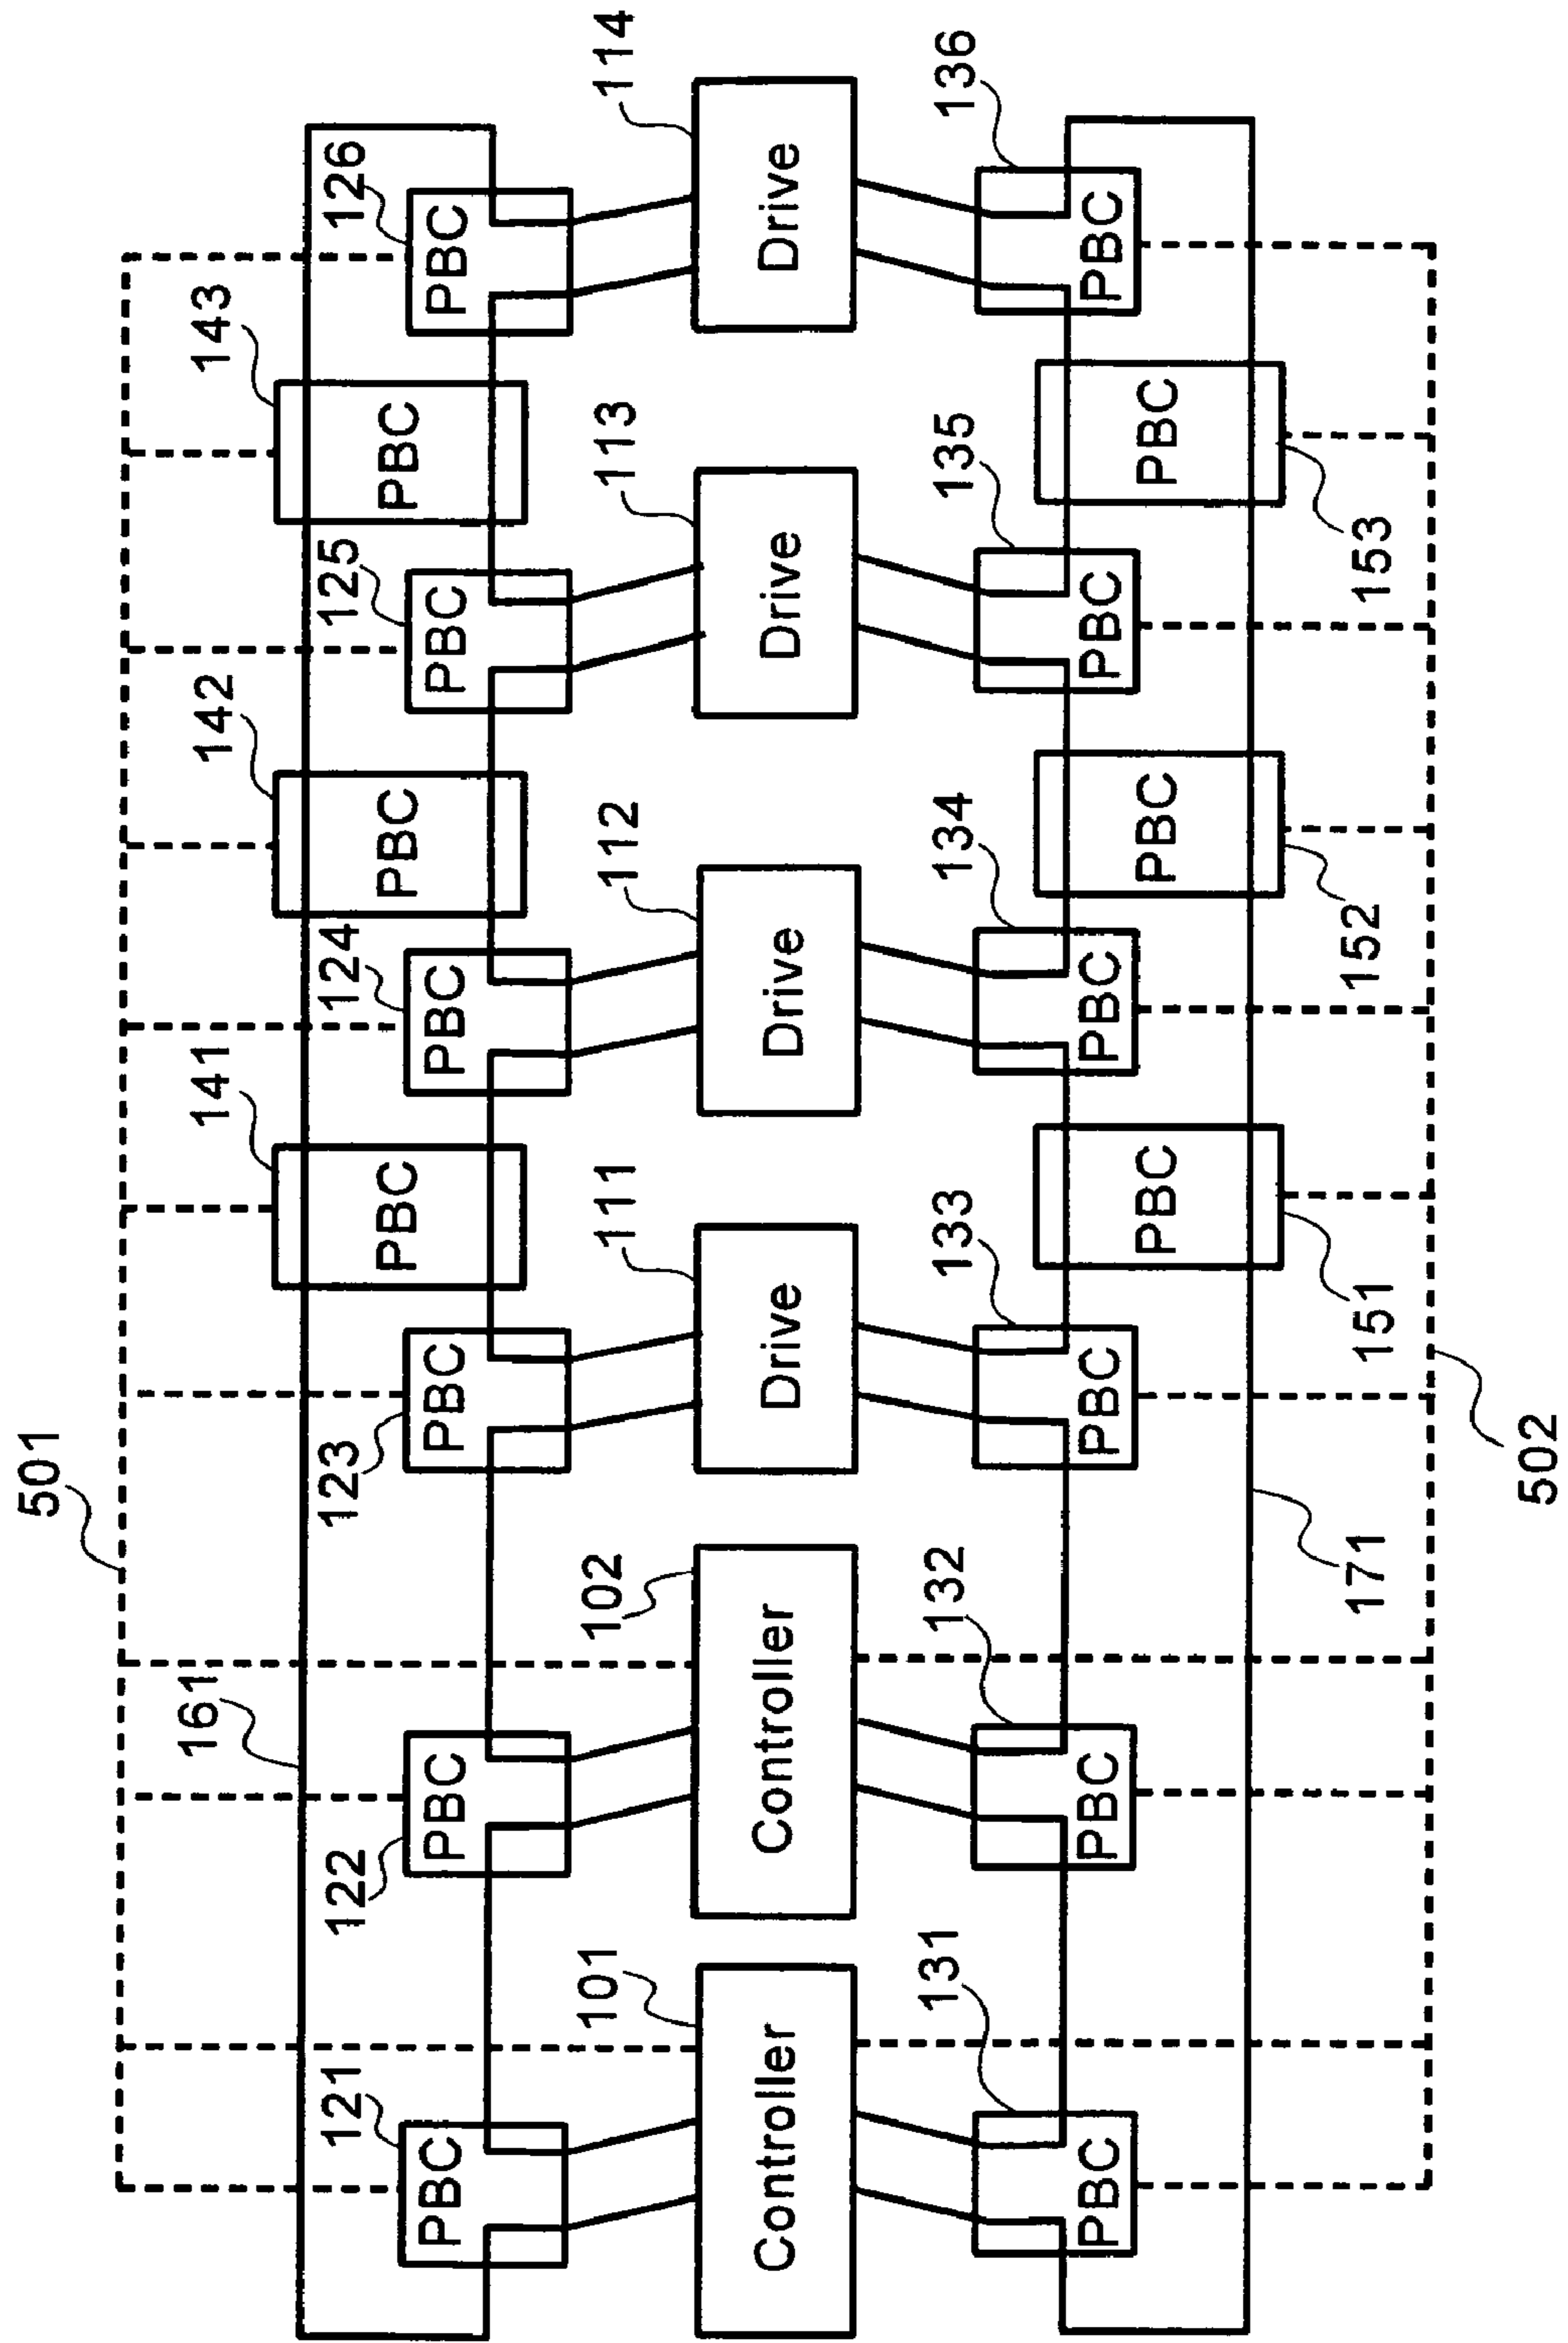 501
161
141
142
143
121
PBC
122
PBC
123
PBC
PBC
124
PBC
PBC
125
PBC
PBC
126
PBC
101
Controller
102
Controller
111
Drive
112
Drive
113
Drive
114
Drive
131
PBC
132
PBC
133
PBC
134
PBC
135
PBC
136
PBC
PBC
PBC
PBC
171
151
152
153
502